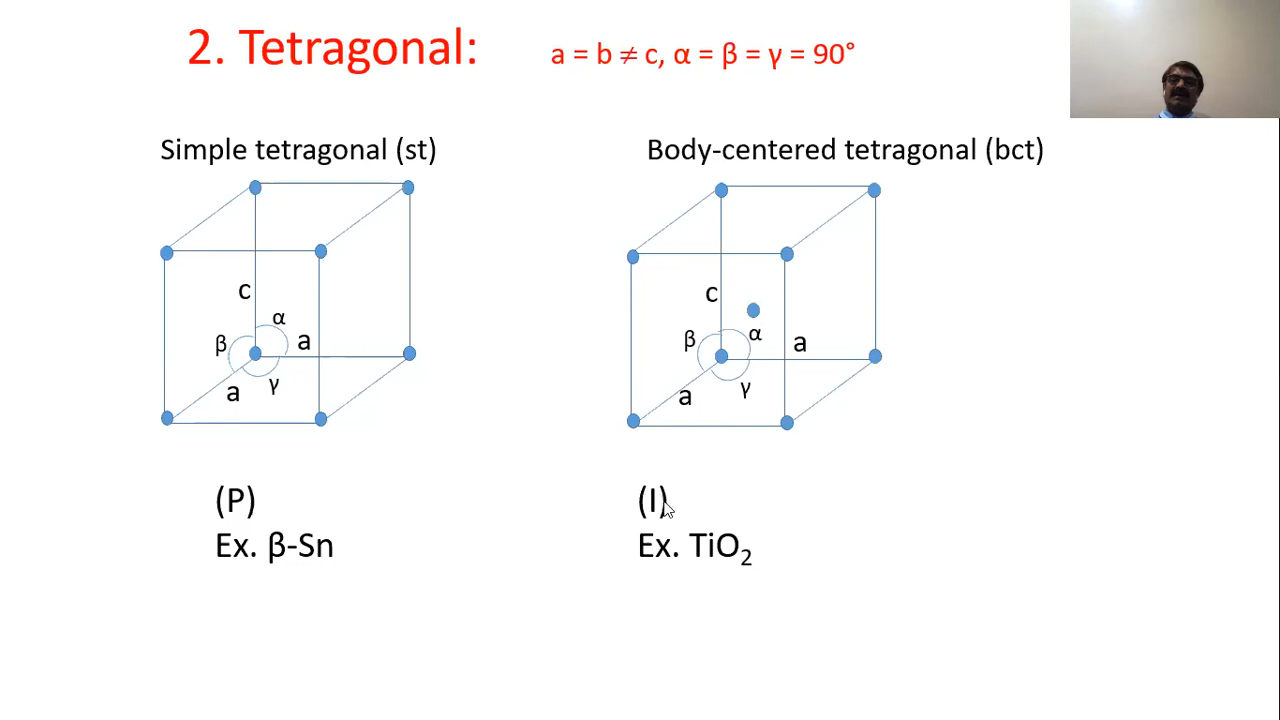 2. Tetragonal:
a = b ≠ c, α = β = γ = 90°
Simple tetragonal (st)
c
α
β
a
a
γ
(P)
Ex. β-Sn
Body-centered tetragonal (bct)
c
β
α
a
a
γ
(I)
Ex. TiO₂